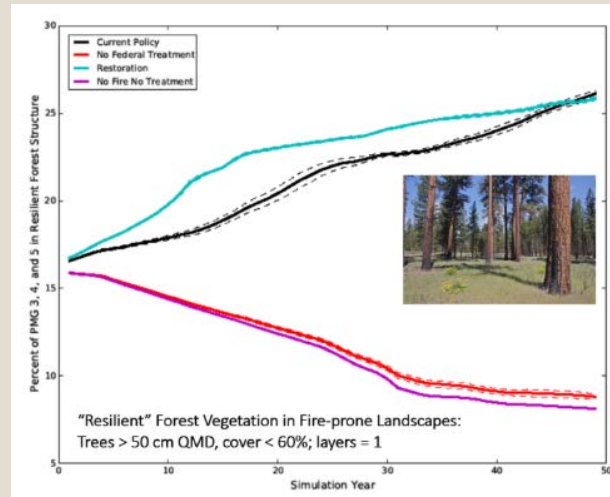 30
25
20
15
10
5
Percent of PMG 3, 4, and 5 in Resilient Forest Structure
Current Policy
No Federal Treatment
Restoration
No Fire No Treatment
"Resilient" Forest Vegetation in Fire-prone Landscapes:
Trees > 50 cm QMD, cover < 60%; layers = 1
0
10
20
30
40
50
Simulation Year